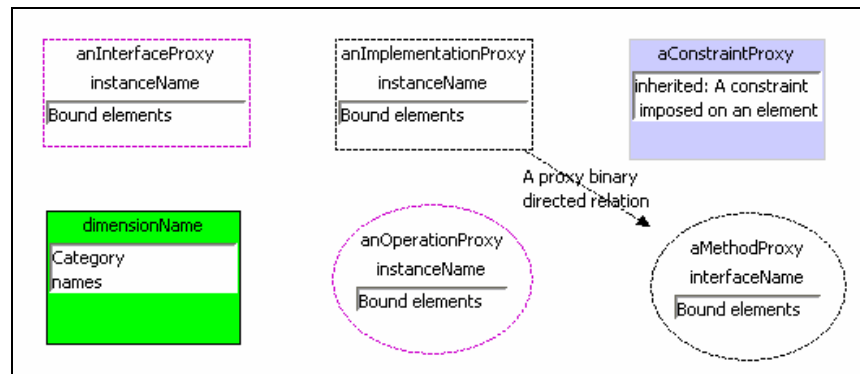 anInterfaceProxy
instanceName
Bound elements
anImplementationProxy
instanceName
Bound elements
aConstraintProxy
inherited: A constraint
imposed on an element
A proxy binary
directed relation
dimensionName
Category
names
anOperationProxy
instanceName
Bound elements
aMethodProxy
interfaceName
Bound elements